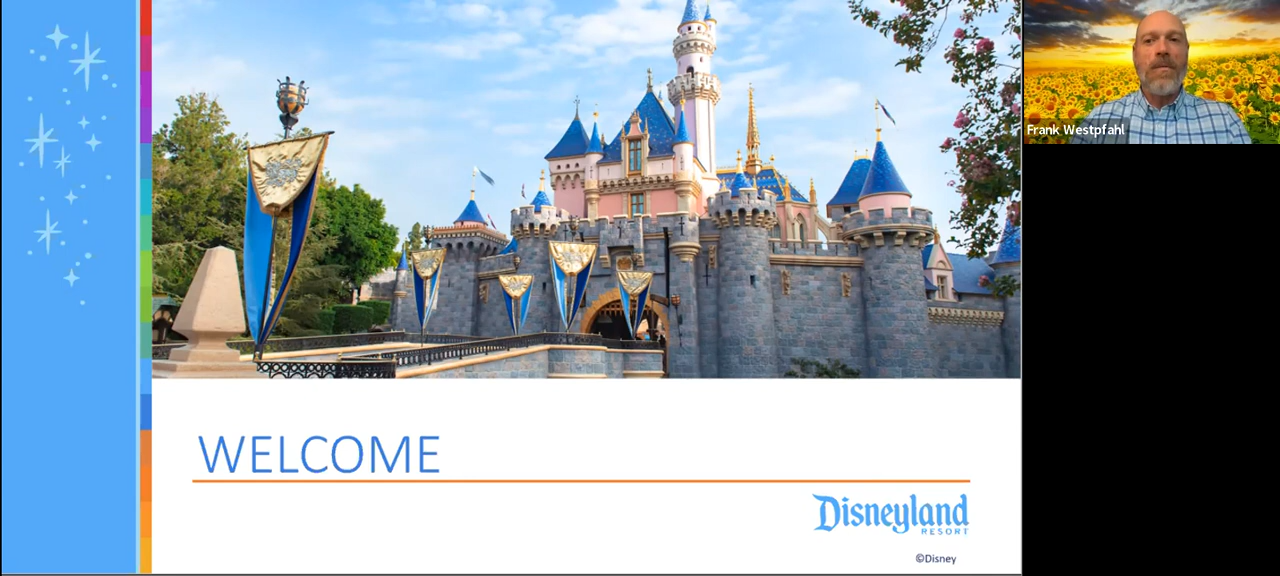 Frank Westpfahl
WELCOME
Disneyland
RESORT
©Disney